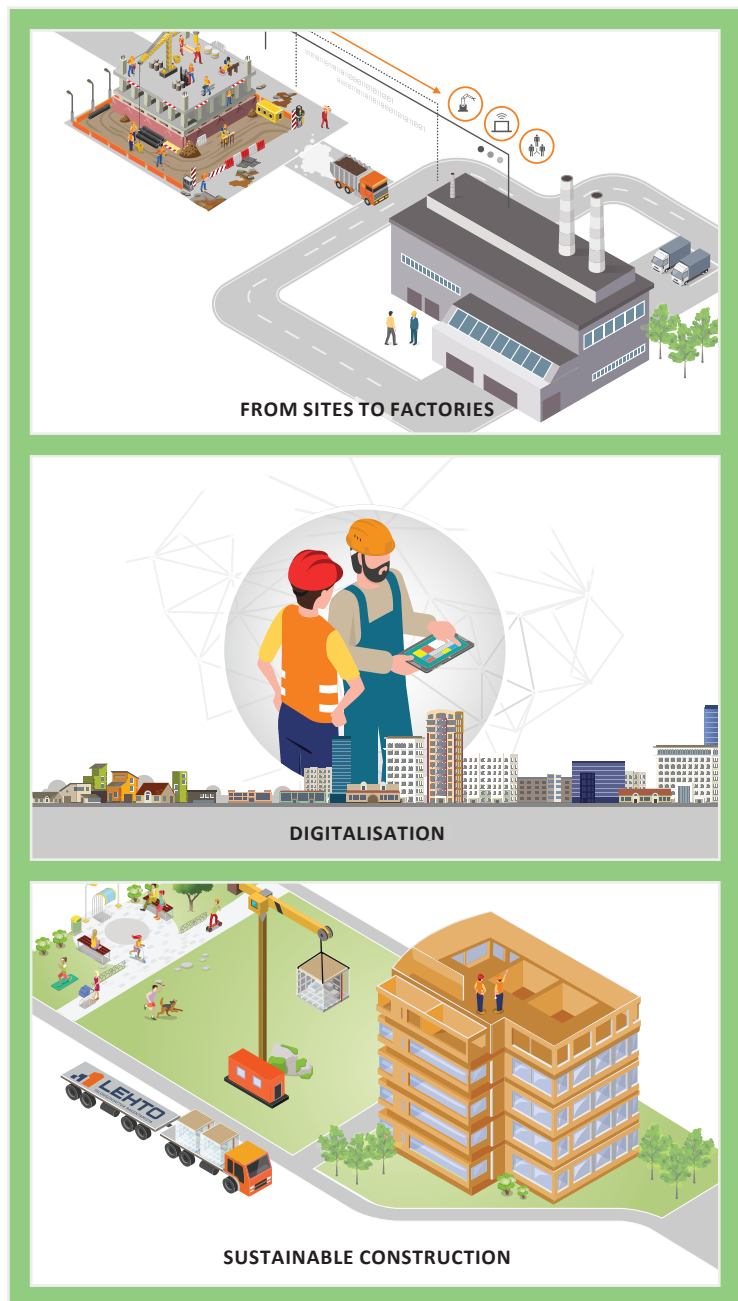 FROM SITES TO FACTORIES
DIGITALISATION
LEHTO
SUSTAINABLE CONSTRUCTION